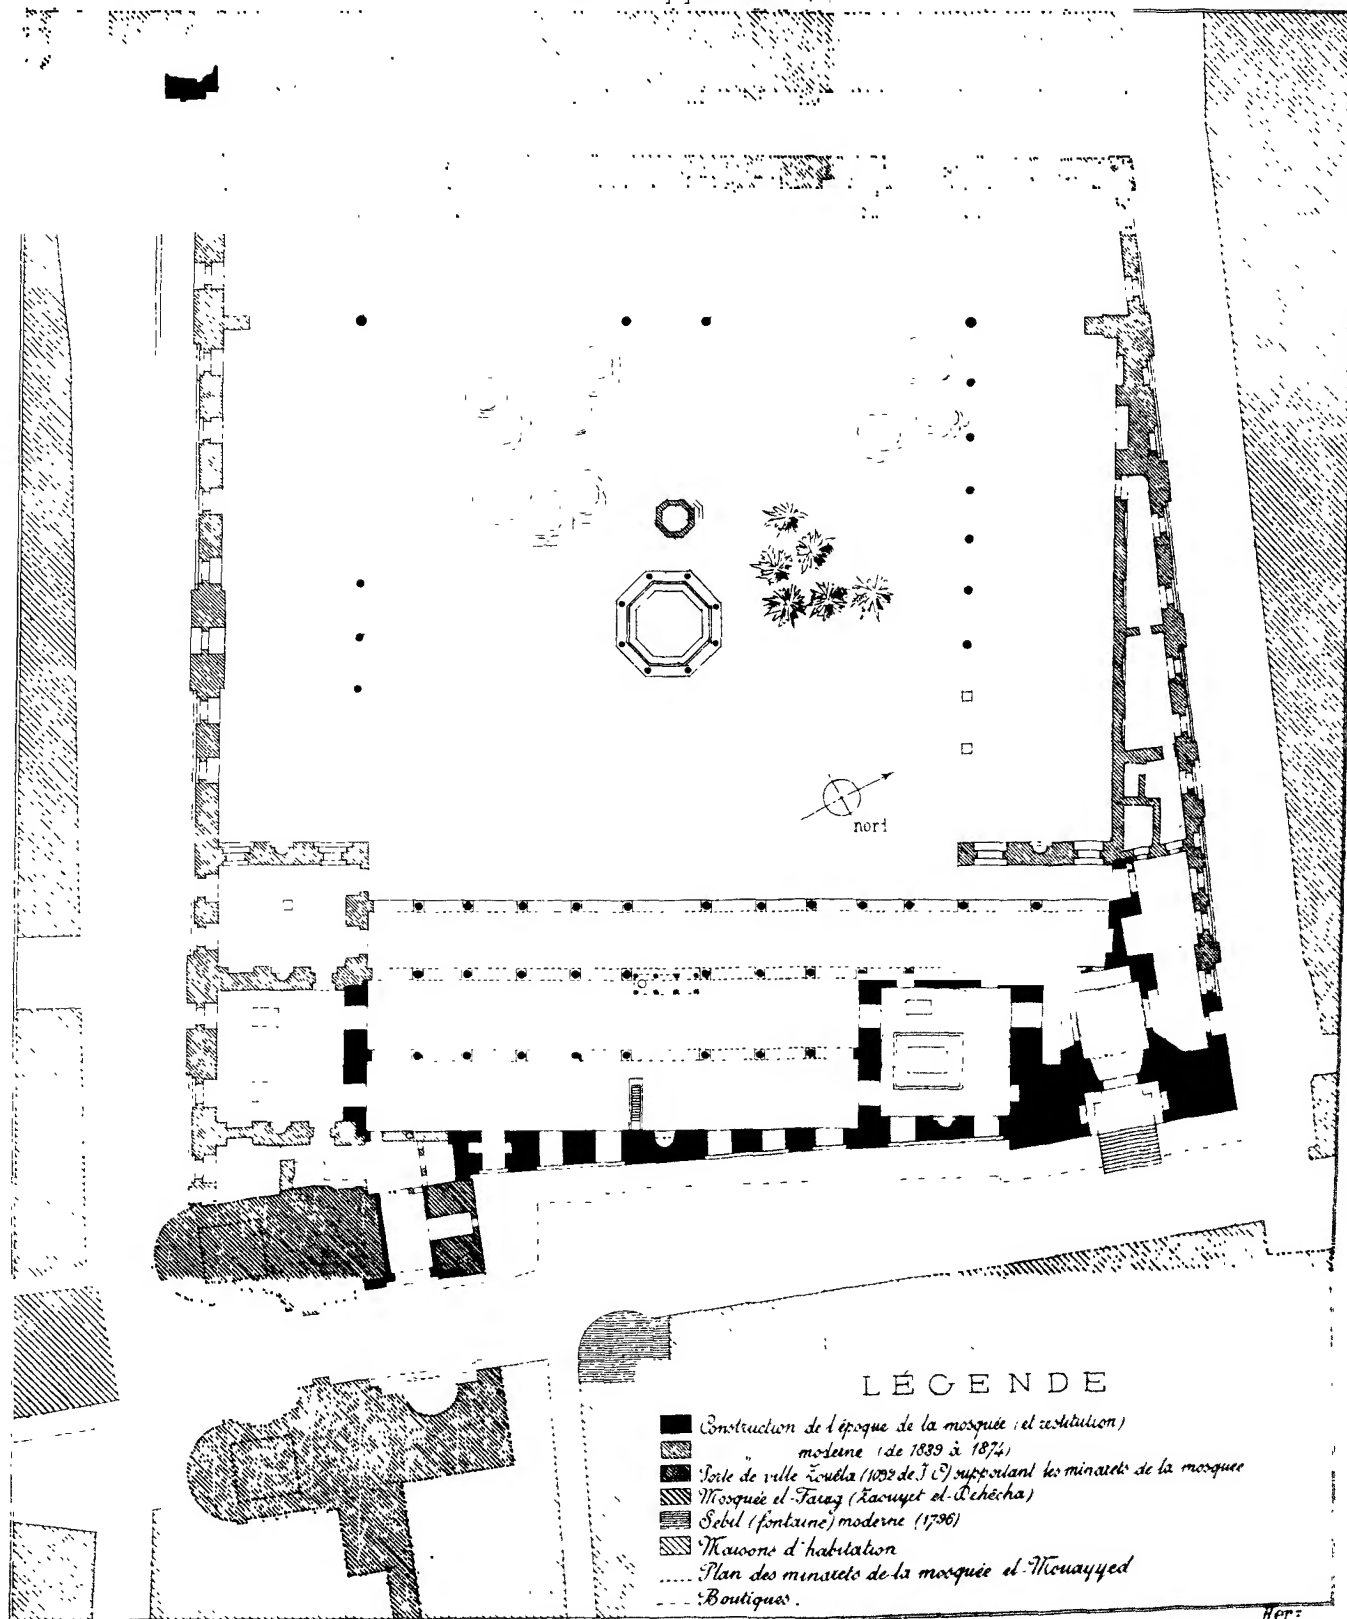 nord
LÉGENDE
Construction de l'époque de la mosquée (et restitution)
" moderne (de 1839 à 1874)
Porte de ville Zouéla (1092 de J C) supportant les minarets de la mosquée
Mosquée el-Farag (Zaouyet el-Dehécha)
Sebil (fontaine) moderne (1796)
Maisons d'habitation
Plan des minarets de la mosquée el-Mouayyed
Boutiques.